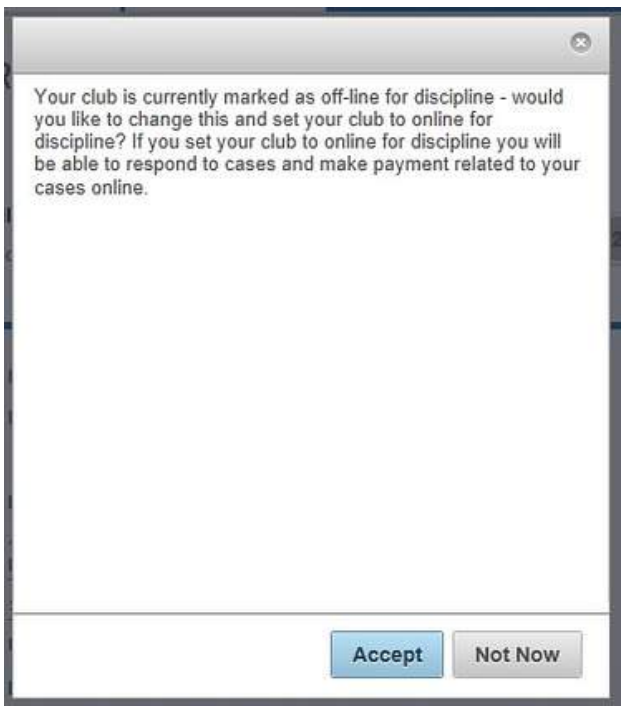 Your club is currently marked as off-line for discipline - would
you like to change this and set your club to online for
discipline? If you set your club to online for discipline you will
be able to respond to cases and make payment related to your
cases online.
Accept Not Now